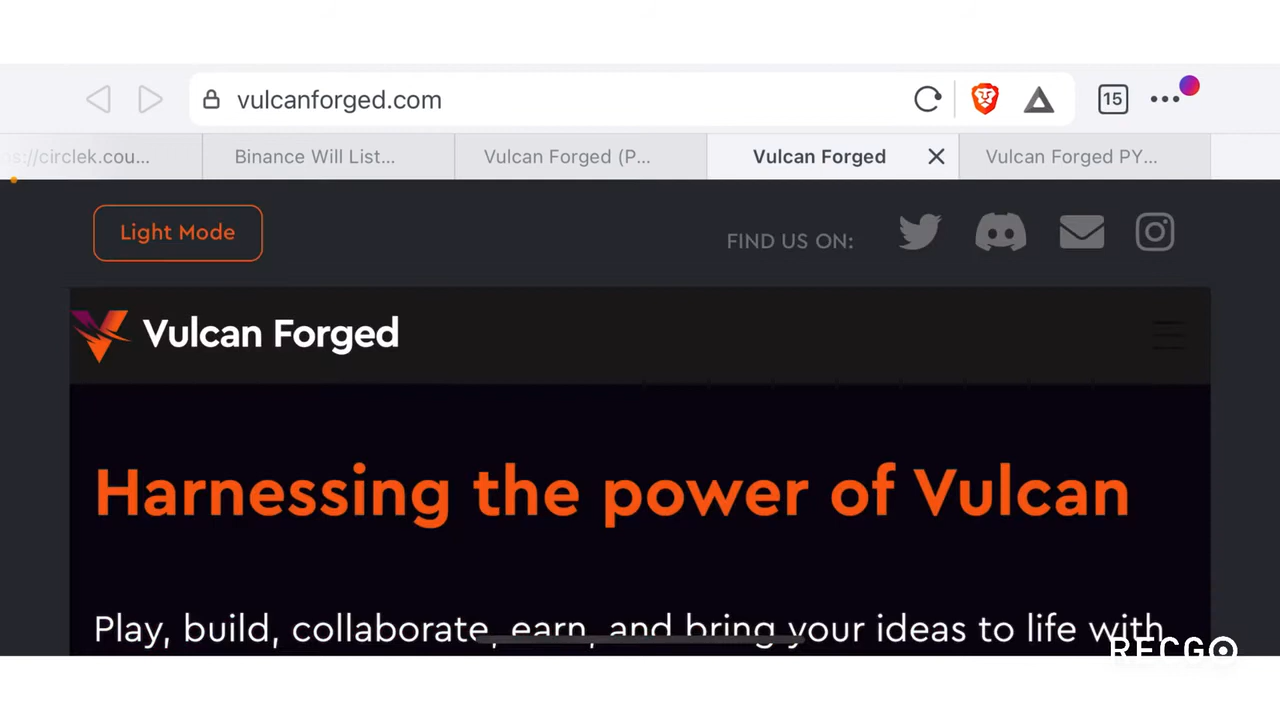 vulcanforged.com
15
s://circlek.cou...
Binance Will List...
Vulcan Forged (P...
Vulcan Forged
Vulcan Forged PY...
Light Mode
FIND US ON:
Vulcan Forged
Harnessing the power of Vulcan
Play, build, collaborate, earn, and bring your ideas to life with
RECGO